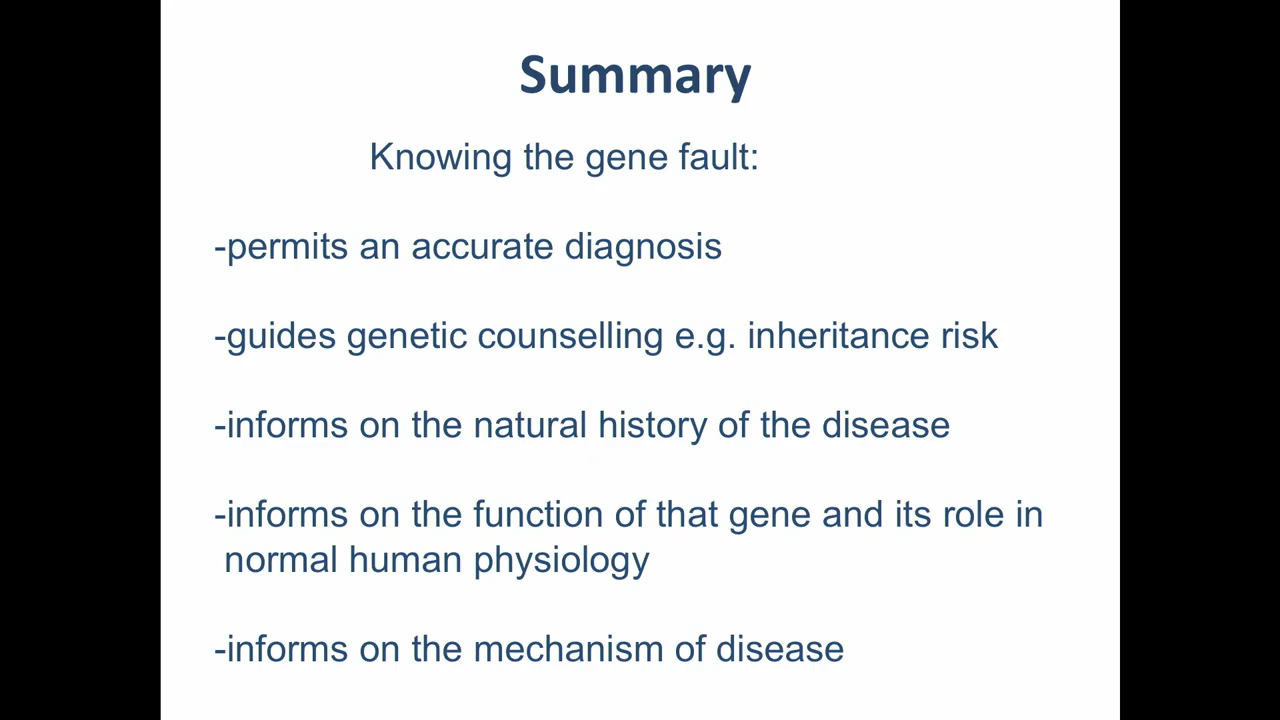 Summary
Knowing the gene fault:
-permits an accurate diagnosis
-guides genetic counselling e.g. inheritance risk
-informs on the natural history of the disease
-informs on the function of that gene and its role in
normal human physiology
-informs on the mechanism of disease